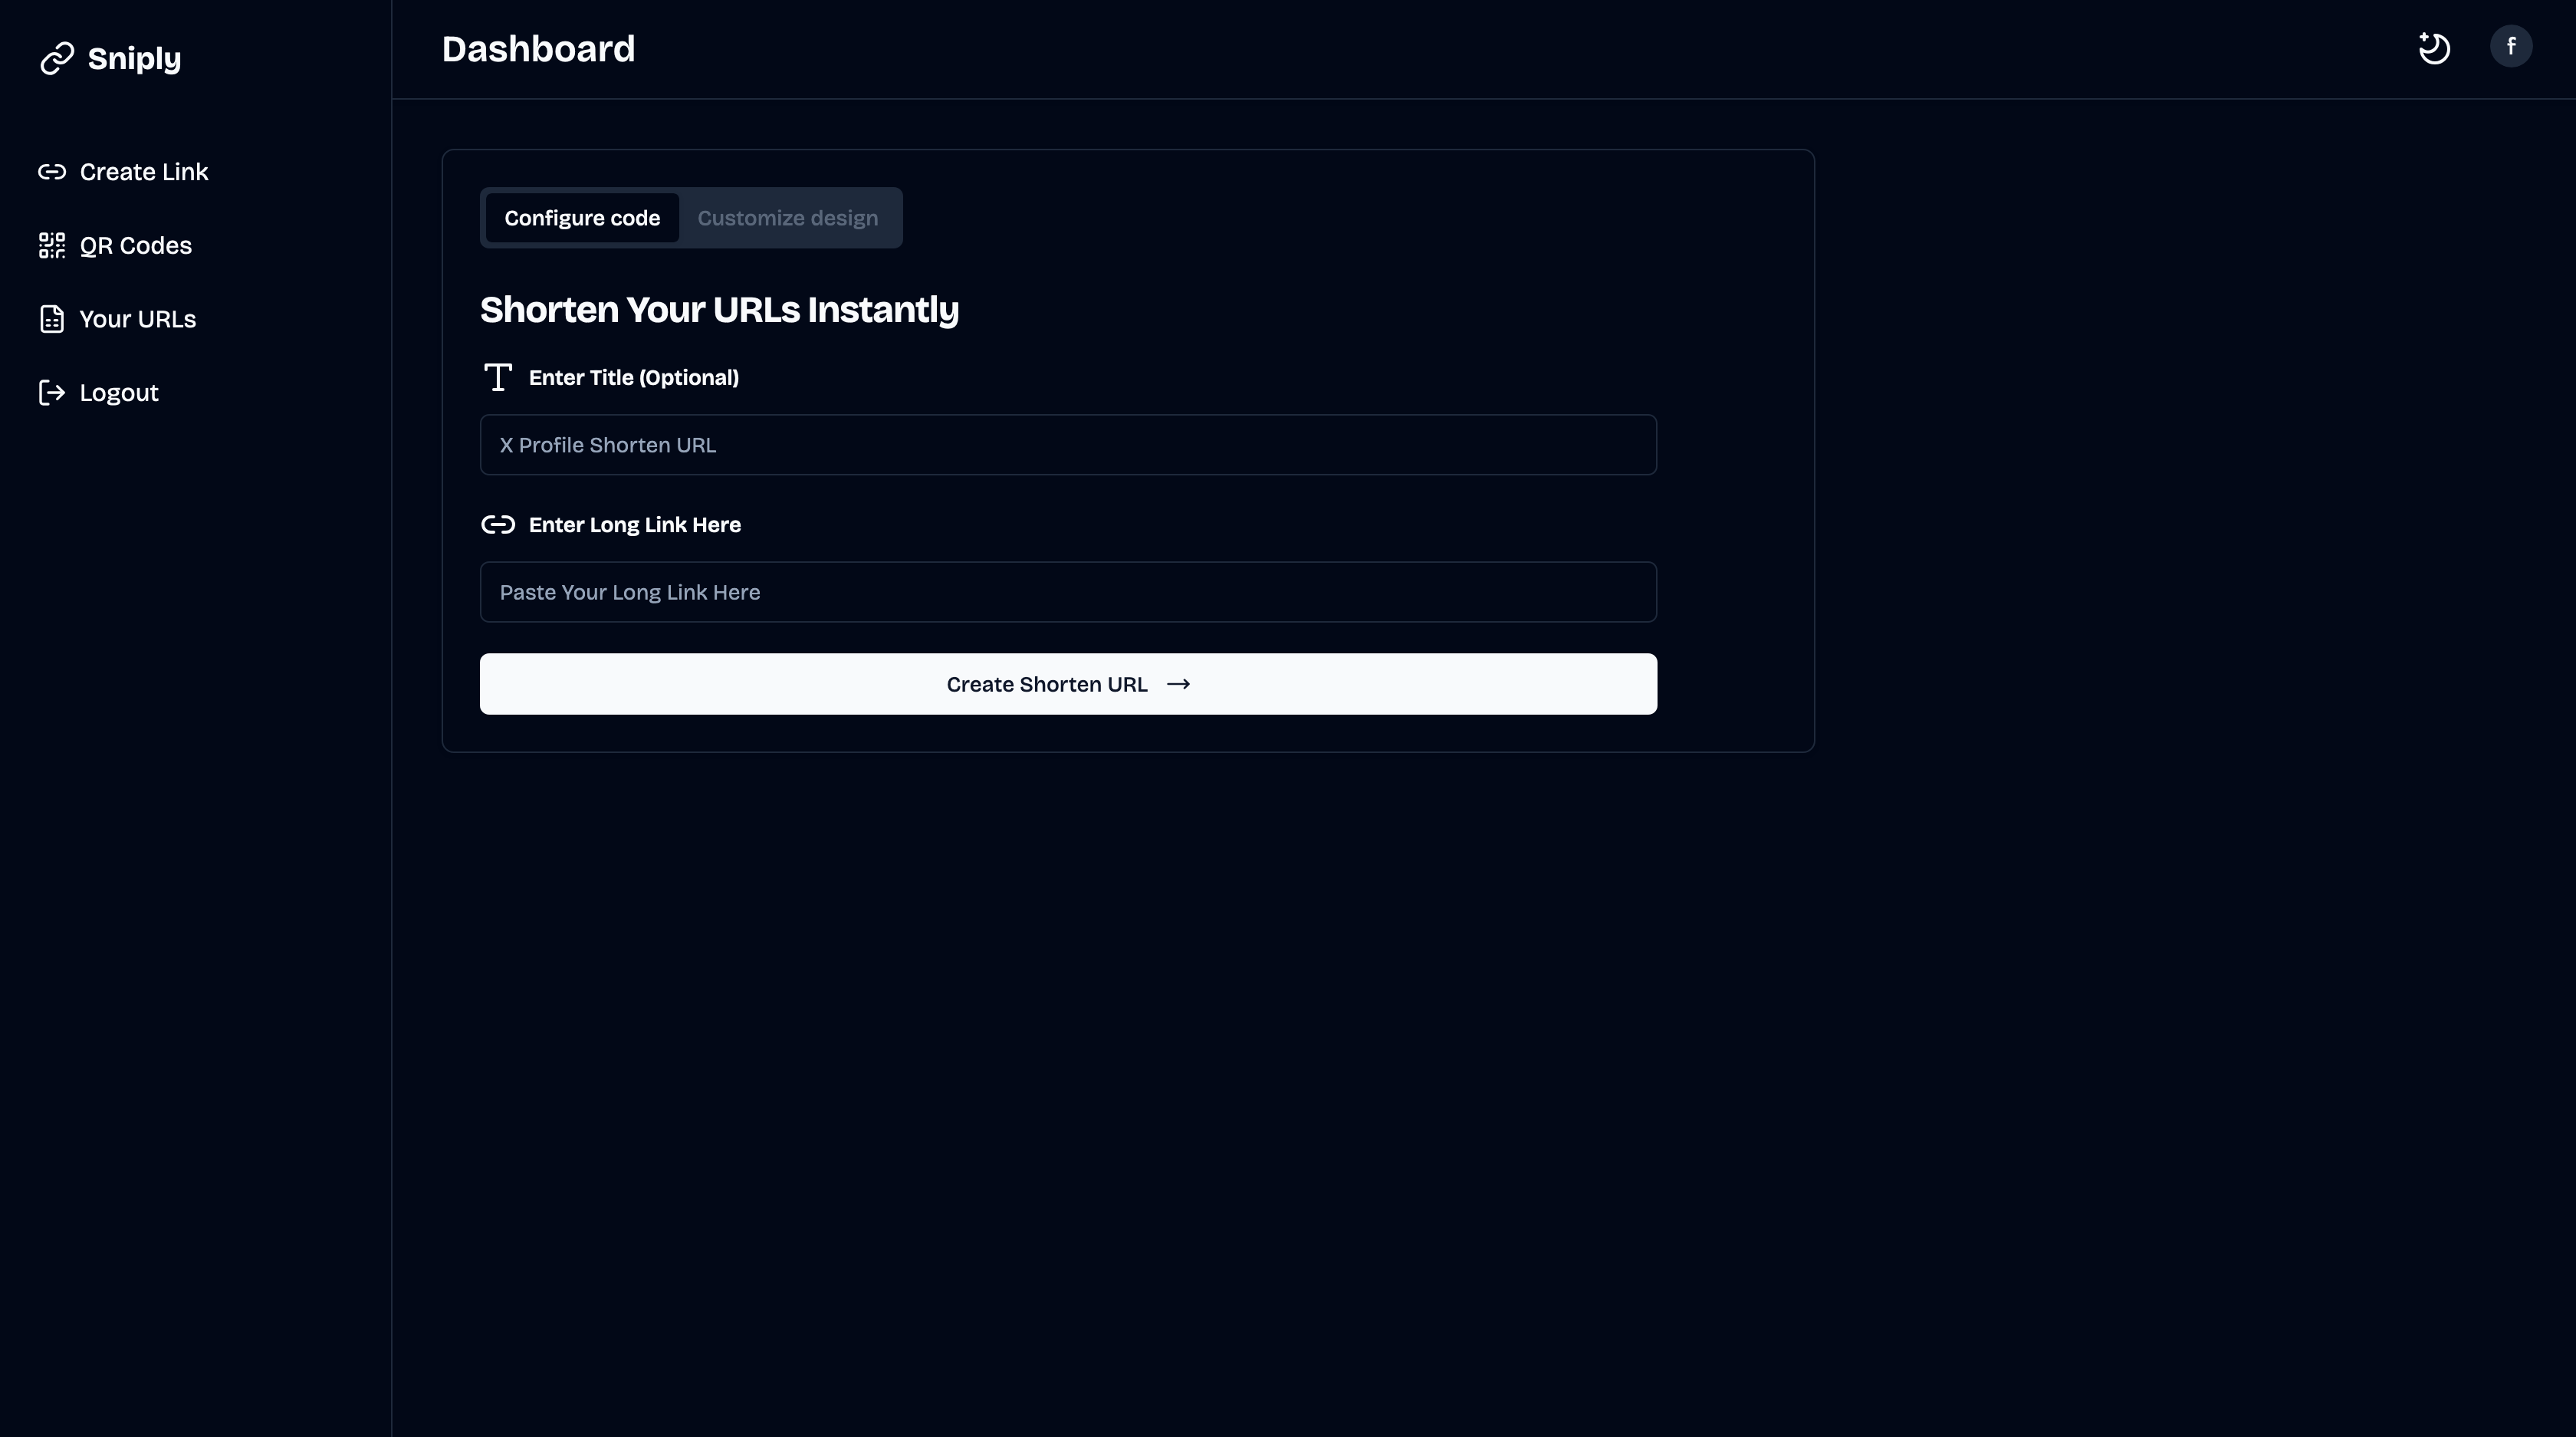 Sniply
Create Link
QR Codes
Your URLs
Logout
Dashboard
f
Configure code
Customize design
Shorten Your URLs Instantly
Enter Title (Optional)
X Profile Shorten URL
Enter Long Link Here
Paste Your Long Link Here
Create Shorten URL →